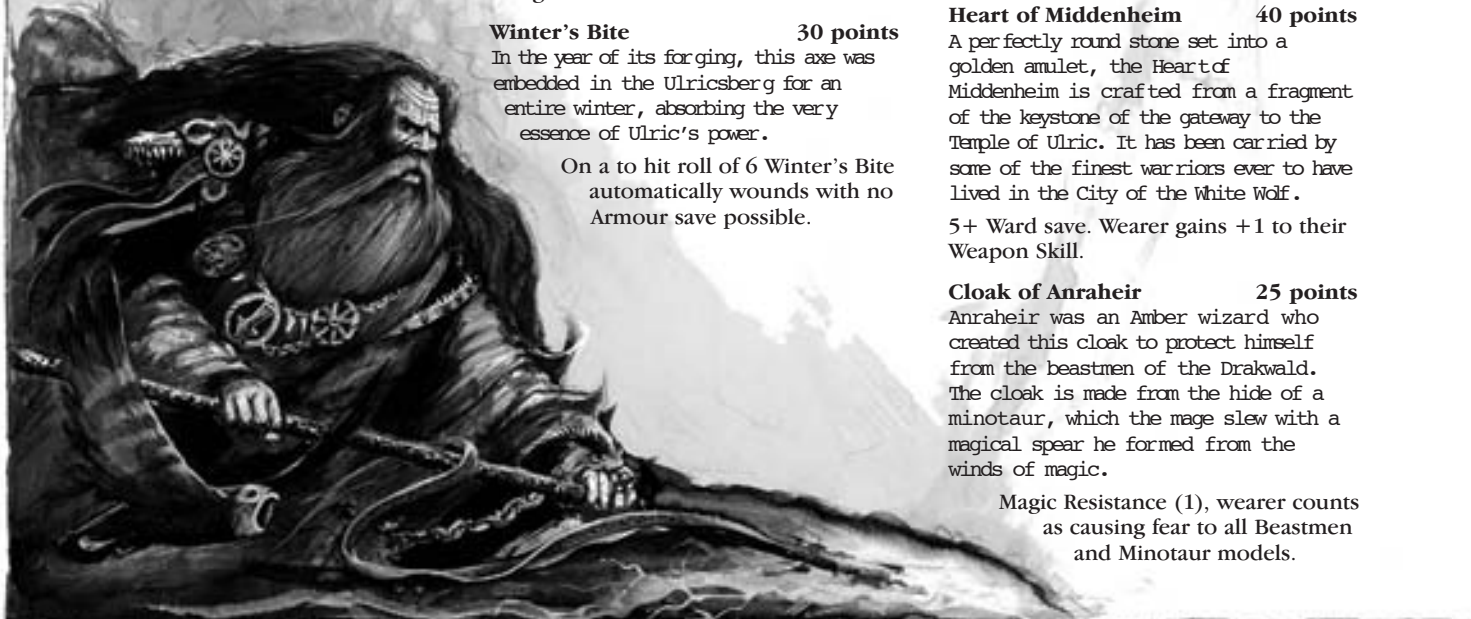 Winter's Bite 30 points
In the year of its forging, this axe was
embedded in the Ulricsberg for an
entire winter, absorbing the very
essence of Ulric's power.
On a to hit roll of 6 Winter's Bite
automatically wounds with no
Armour save possible.
Heart of Middenheim 40 points
A perfectly round stone set into a
golden amulet, the Heart of
Middenheim is crafted from a fragment
of the keystone of the gateway to the
Temple of Ulric. It has been carried by
some of the finest warriors ever to have
lived in the City of the White Wolf.
5+ Ward save. Wearer gains +1 to their
Weapon Skill.
Cloak of Anraheir 25 points
Anraheir was an Amber wizard who
created this cloak to protect himself
from the beastmen of the Drakwald.
The cloak is made from the hide of a
minotaur, which the mage slew with a
magical spear he formed from the
winds of magic.
Magic Resistance (1), wearer counts
as causing fear to all Beastmen
and Minotaur models.